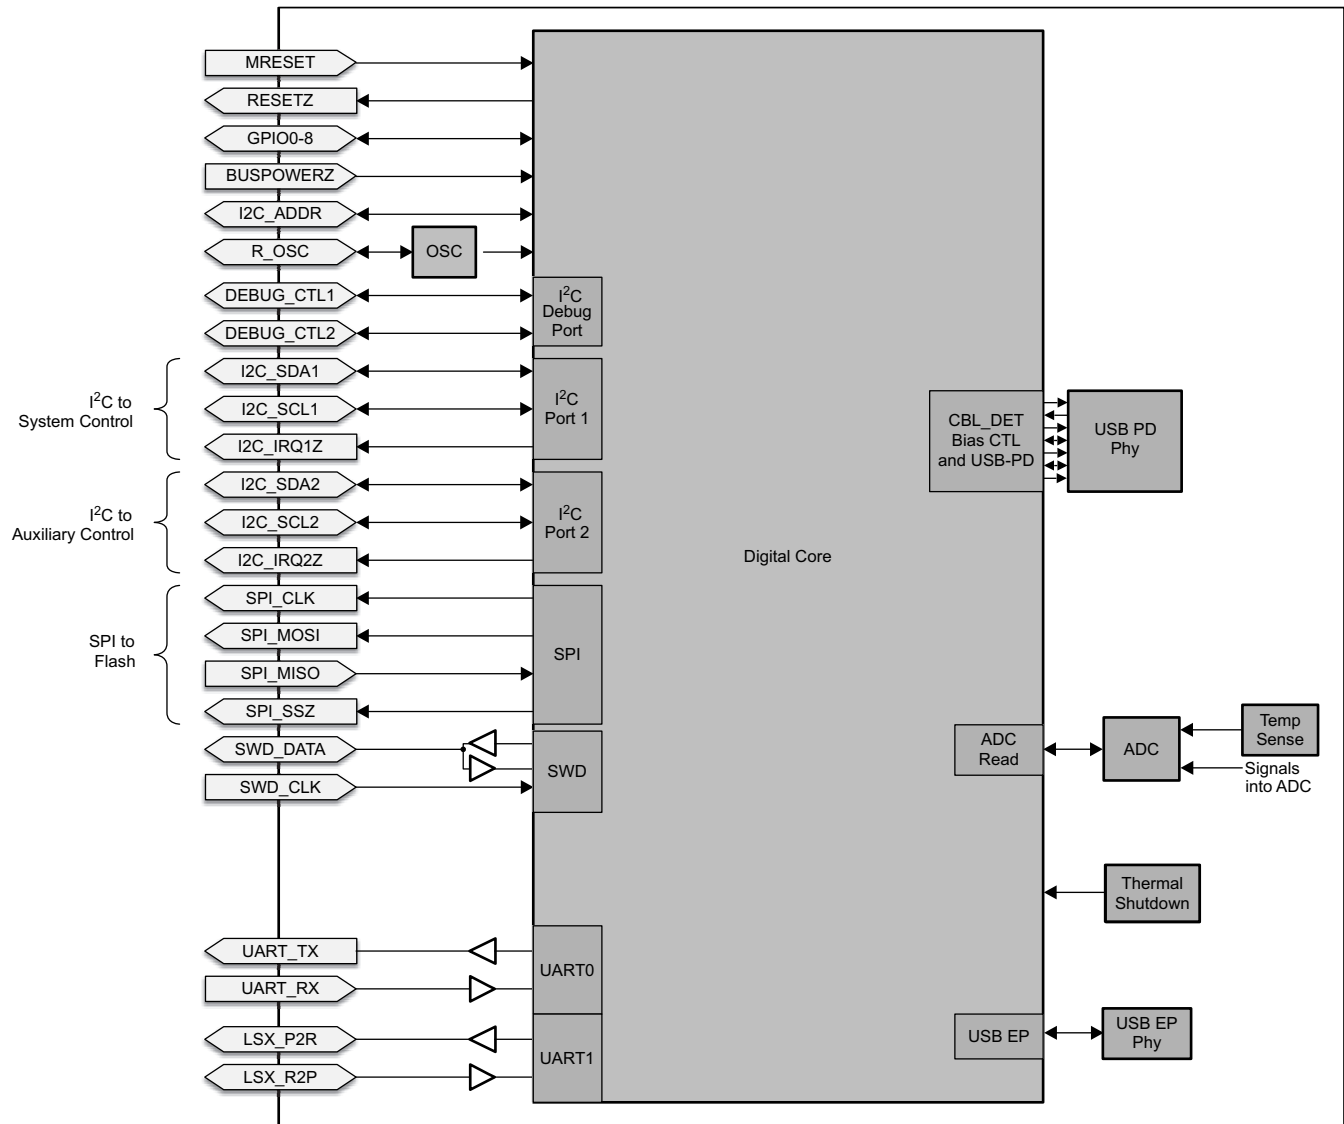 MRESET
RESETZ
GPIO0-8
BUSPOWERZ
I2C_ADDR
R_OSC
OSC
DEBUG_CTL1
DEBUG_CTL2
I²C
Debug
Port
I²C to
System Control
I2C_SDA1
I2C_SCL1
I2C_IRQ1Z
I²C
Port 1
I²C to
Auxiliary Control
I2C_SDA2
I2C_SCL2
I2C_IRQ2Z
I²C
Port 2
SPI to
Flash
SPI_CLK
SPI_MOSI
SPI_MISO
SPI_SSZ
SPI
SWD_DATA
SWD_CLK
SWD
UART_TX
UART_RX
UART0
LSX_P2R
LSX_R2P
UART1
Digital Core
CBL_DET
Bias CTL
and USB-PD
USB PD
Phy
ADC
Read
ADC
Temp
Sense
Signals
into ADC
Thermal
Shutdown
USB EP
USB EP
Phy